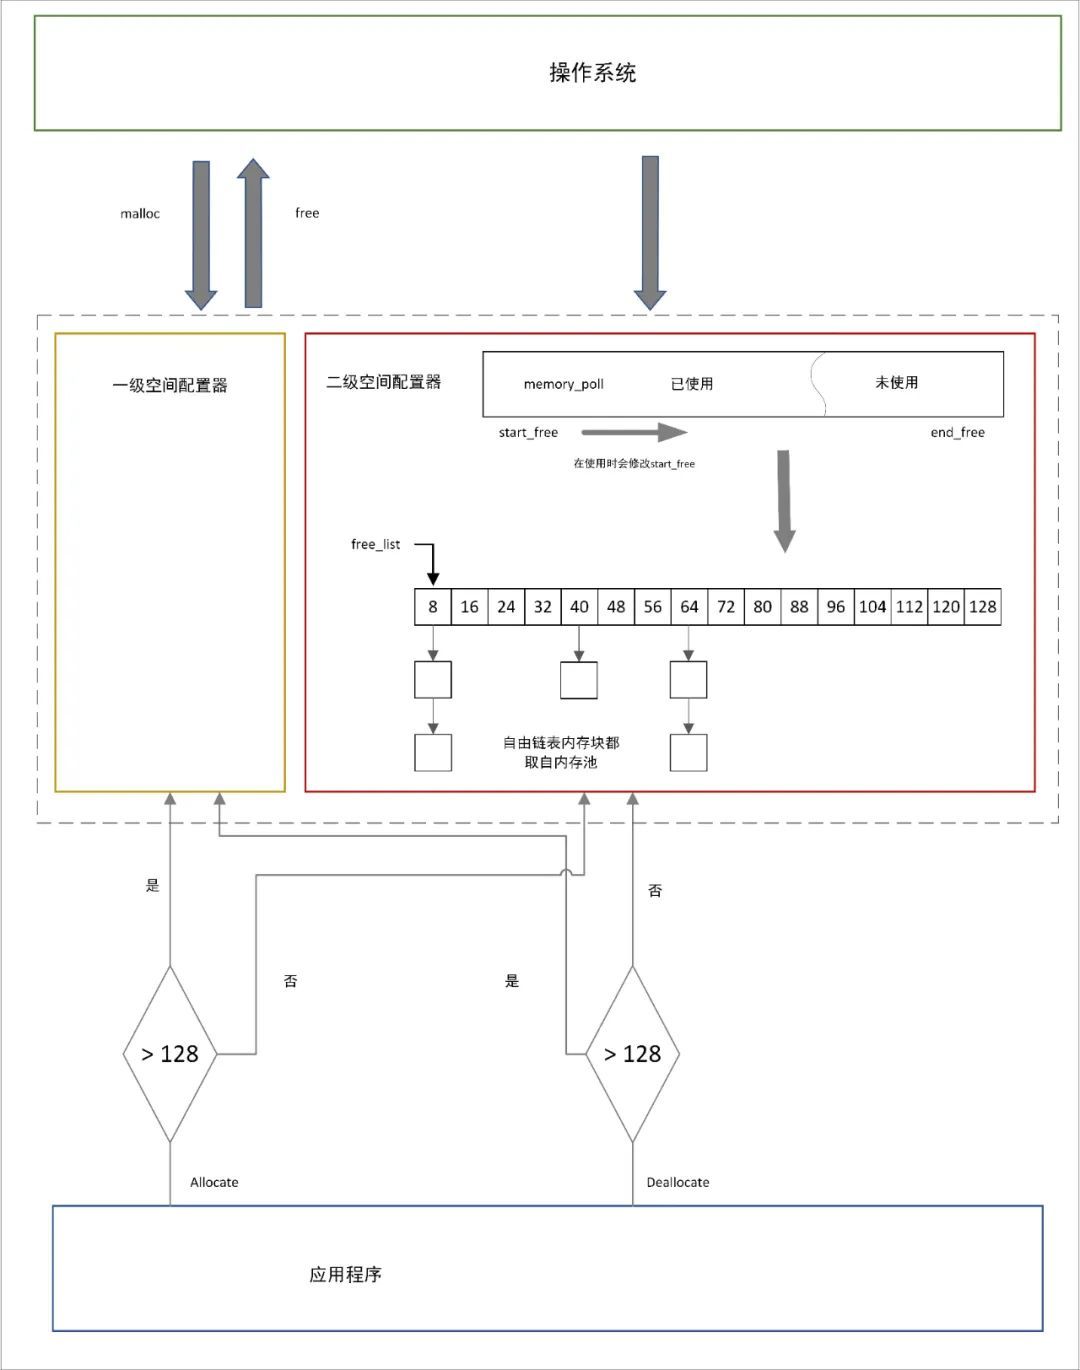 操作系统
malloc
free
一级空间配置器
二级空间配置器
memory_poll 已使用 未使用
start_free
end_free
在使用时会修改start_free
free_list
8 16 24 32 40 48 56 64 72 80 88 96 104 112 120 128
自由链表内存块都
取自内存池
是
否
否
是
> 128
> 128
Allocate
Deallocate
应用程序